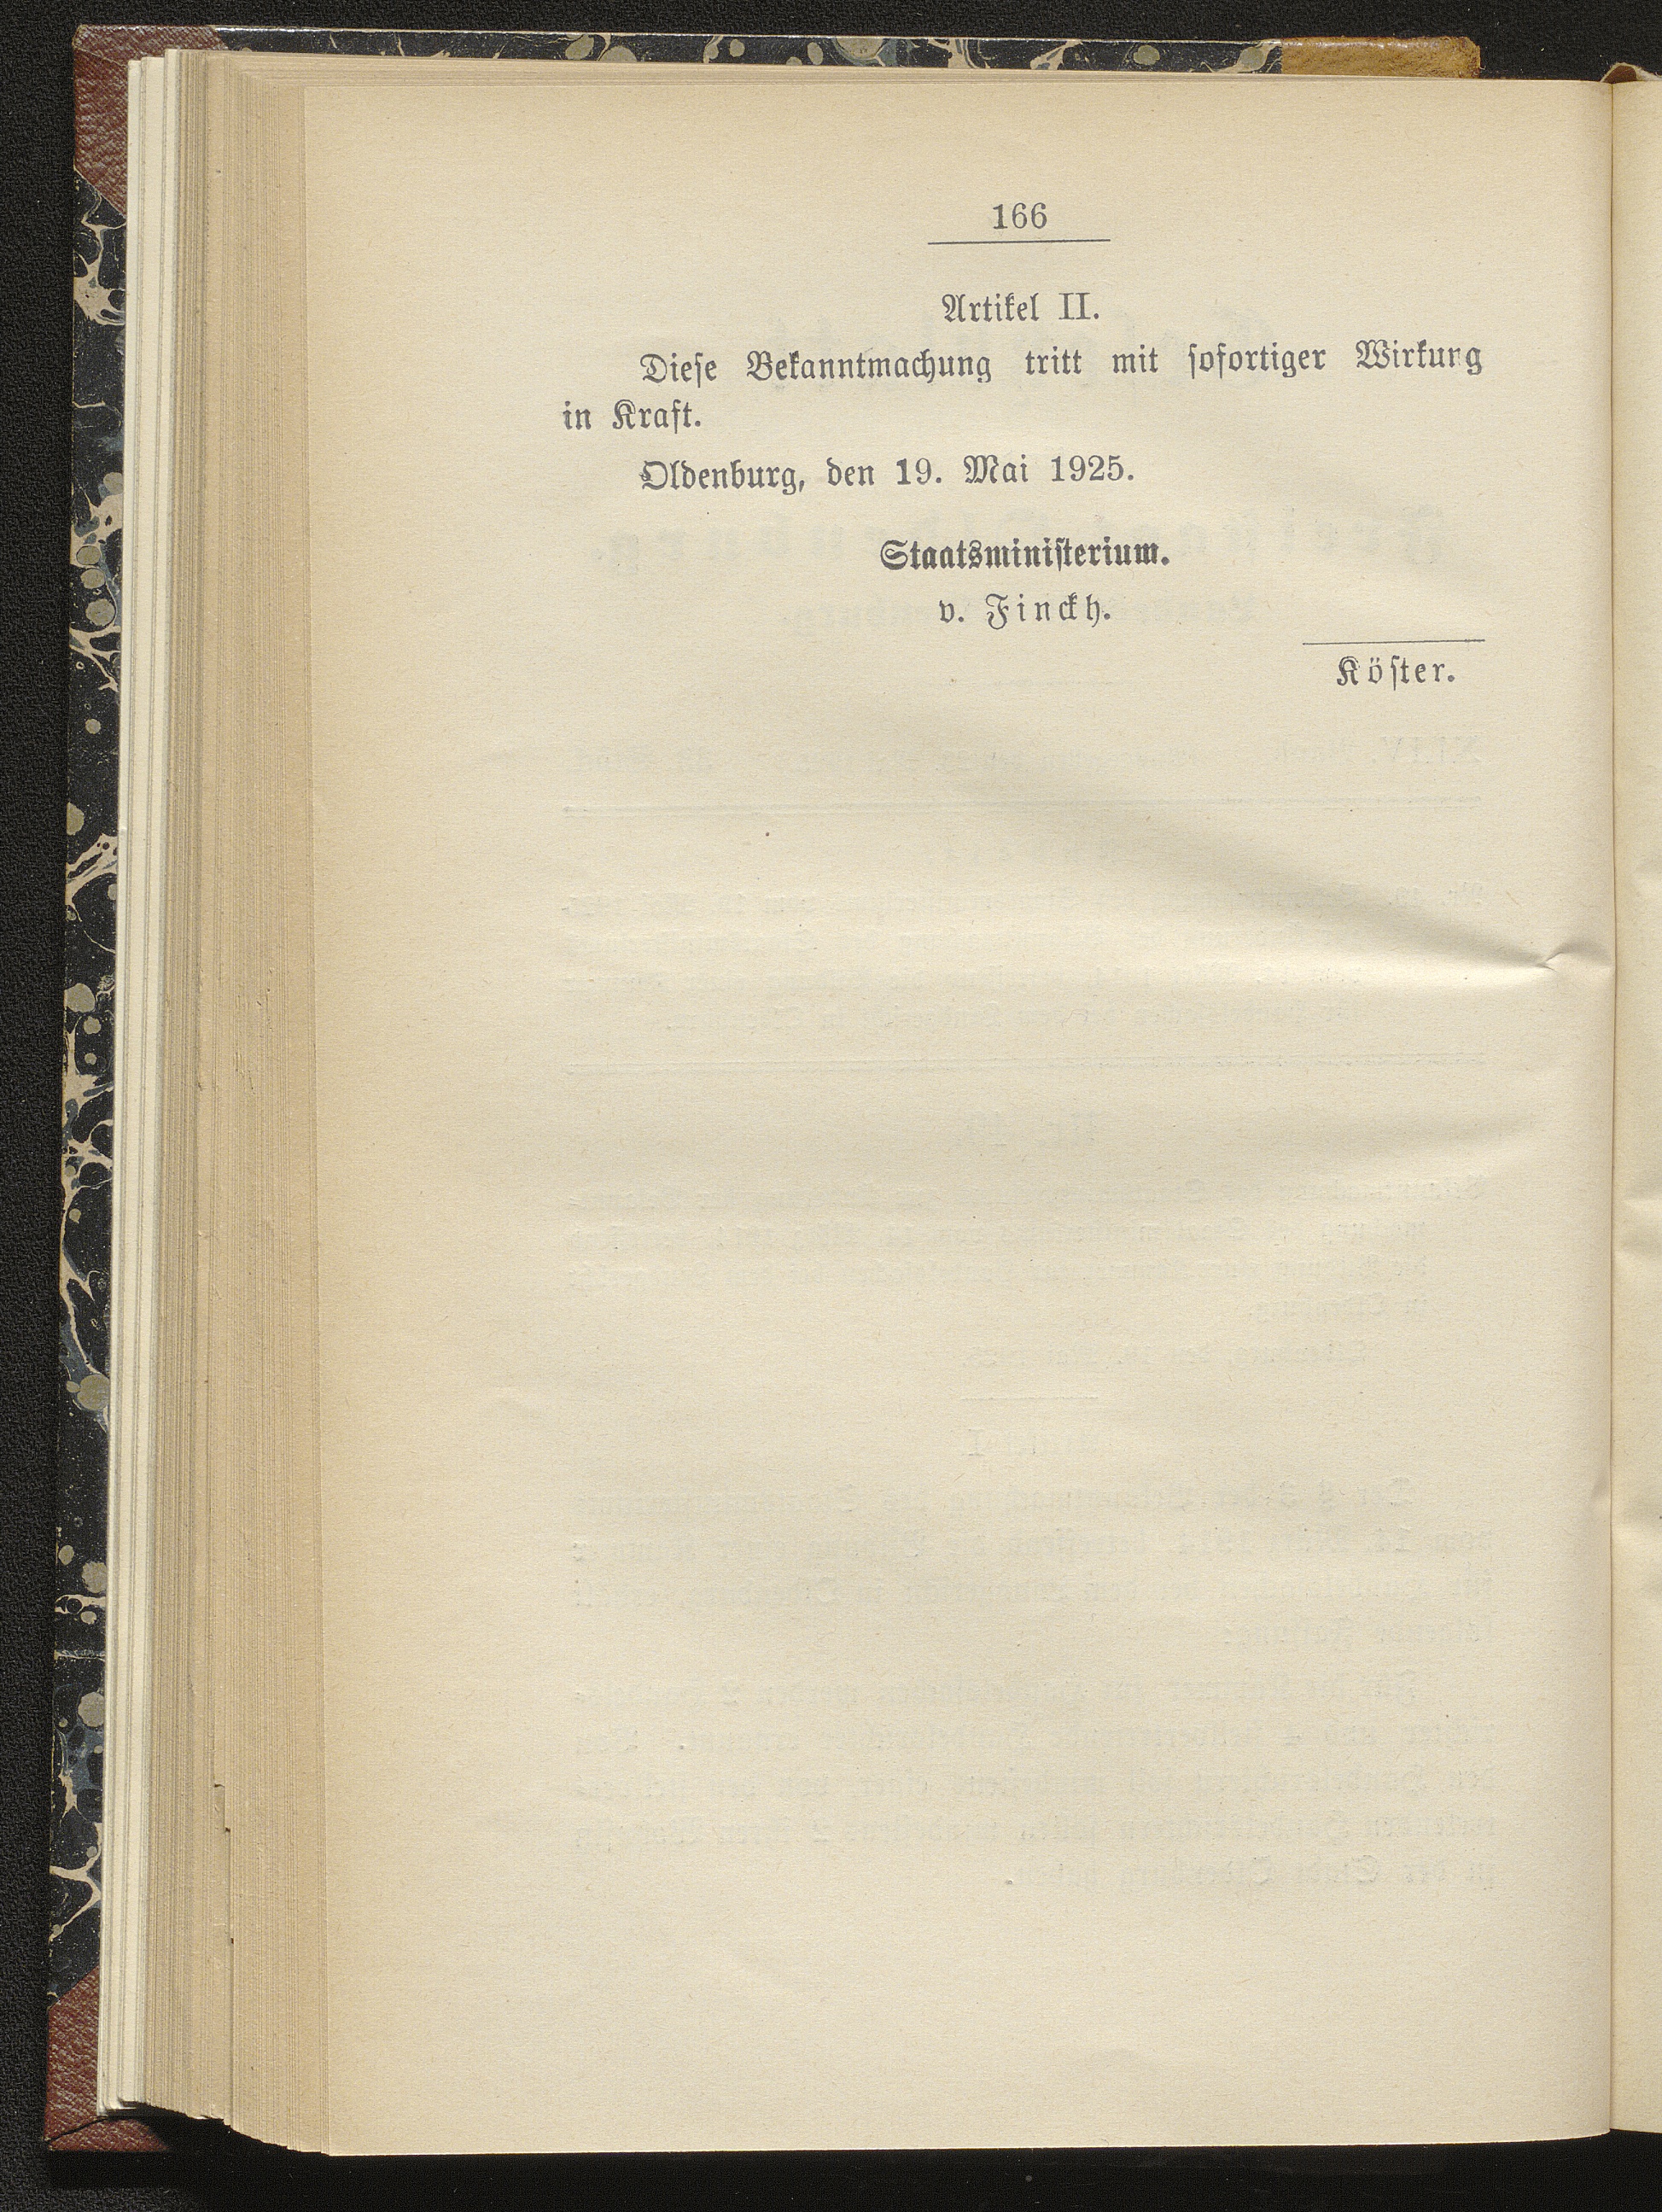 166
Artikel II.
Diese Bekanntmachung tritt mit sofortiger Wirkung
in Kraft.
Oldenburg, den 19. Mai 1925.
Staatsministerium.
v. Finckh.
Köster.